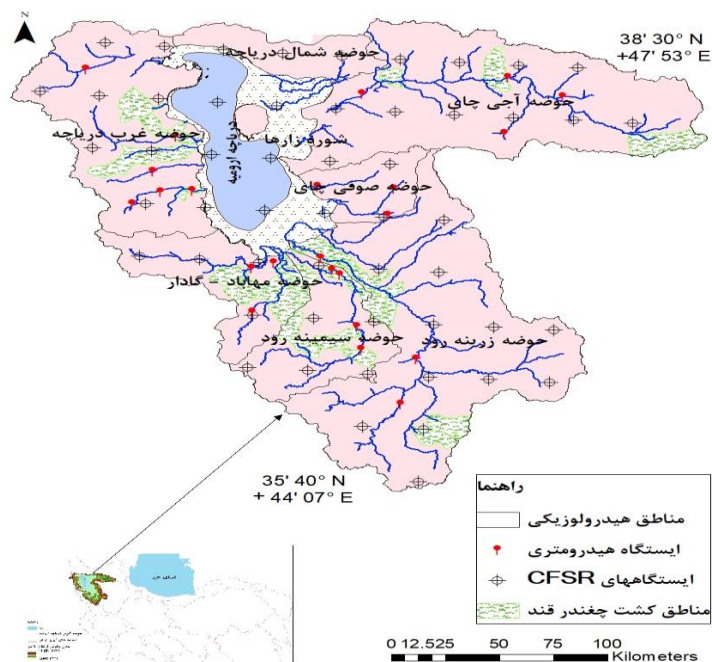 N
38' 30° N
+47' 53° E
حوضه شمال دریاچه
حوضه آجی چای
حوضه غرب دریاچه
دریاچه ارومیه
شوره زارها
حوضه صوفی چای
حوضه مهاباد - گادار
حوضه سیمینه رود
حوضه زرینه رود
35' 40° N
+ 44' 07° E
راهنما
مناطق هیدرولوزیکی
ایستگاه هیدرومتری
ایستگاههای CFSR
مناطق کشت چغندر قند
0 12.525 50 75 100
Kilometers